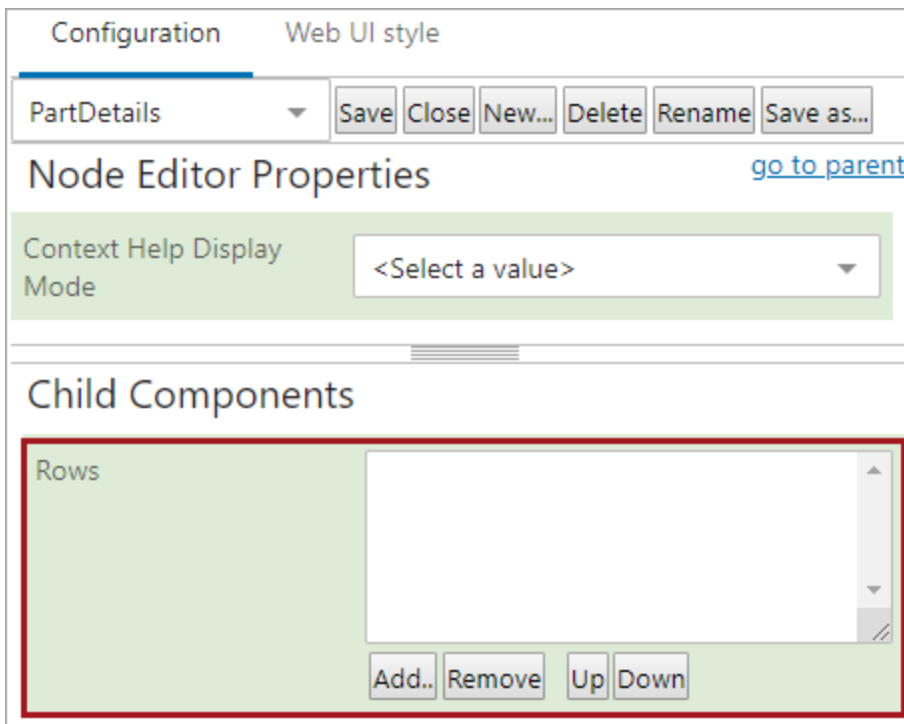 Configuration Web UI style
PartDetails Save Close New... Delete Rename Save as...
Node Editor Properties go to parent
Context Help Display
Mode
<Select a value>
Child Components
Rows
Add.. Remove Up Down